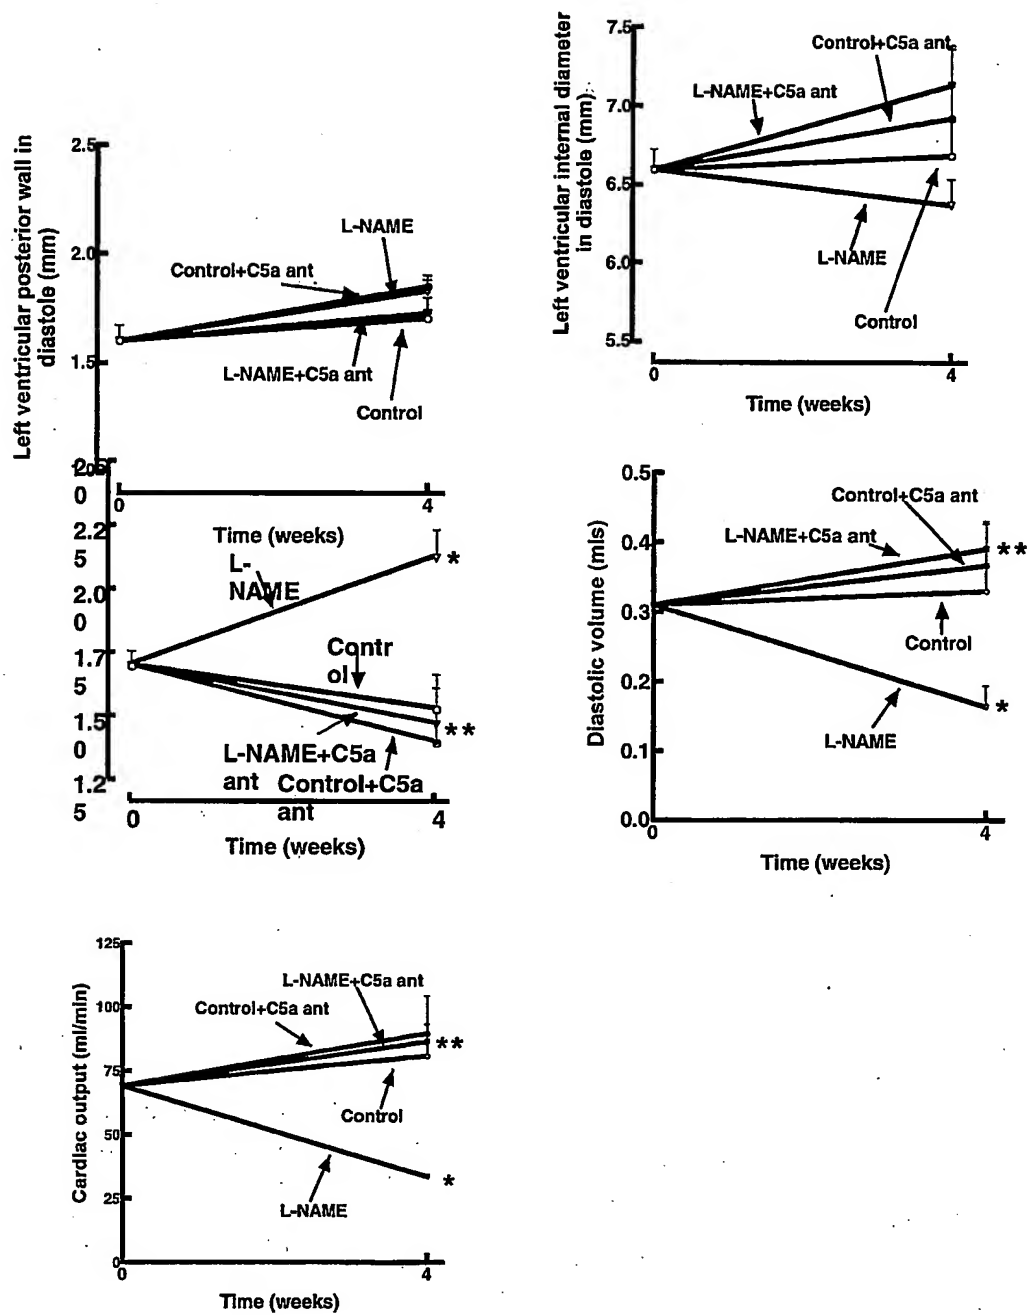 Left ventricular posterior wall in
diastole (mm)
2.5
2.0
1.5
L-NAME
Control+C5a ant
L-NAME+C5a ant
Control
0
4
Time (weeks)
Left ventricular internal diameter
in diastole (mm)
7.5
7.0
6.5
6.0
5.5
Control+C5a ant
L-NAME+C5a ant
L-NAME
Control
0
4
Time (weeks)
0
2.2
5
2.0
0
1.7
5
1.5
0
1.2
5
L-
NAME
*
Contr
ol
**
L-NAME+C5a
ant
Control+C5a
ant
0
4
Time (weeks)
Diastolic volume (mls)
0.5
0.4
0.3
0.2
0.1
0.0
Control+C5a ant
L-NAME+C5a ant
**
Control
L-NAME
*
0
4
Time (weeks)
Cardiac output (ml/min)
125
100
75
50
25
0
L-NAME+C5a ant
Control+C5a ant
**
Control
L-NAME
*
0
4
Time (weeks)